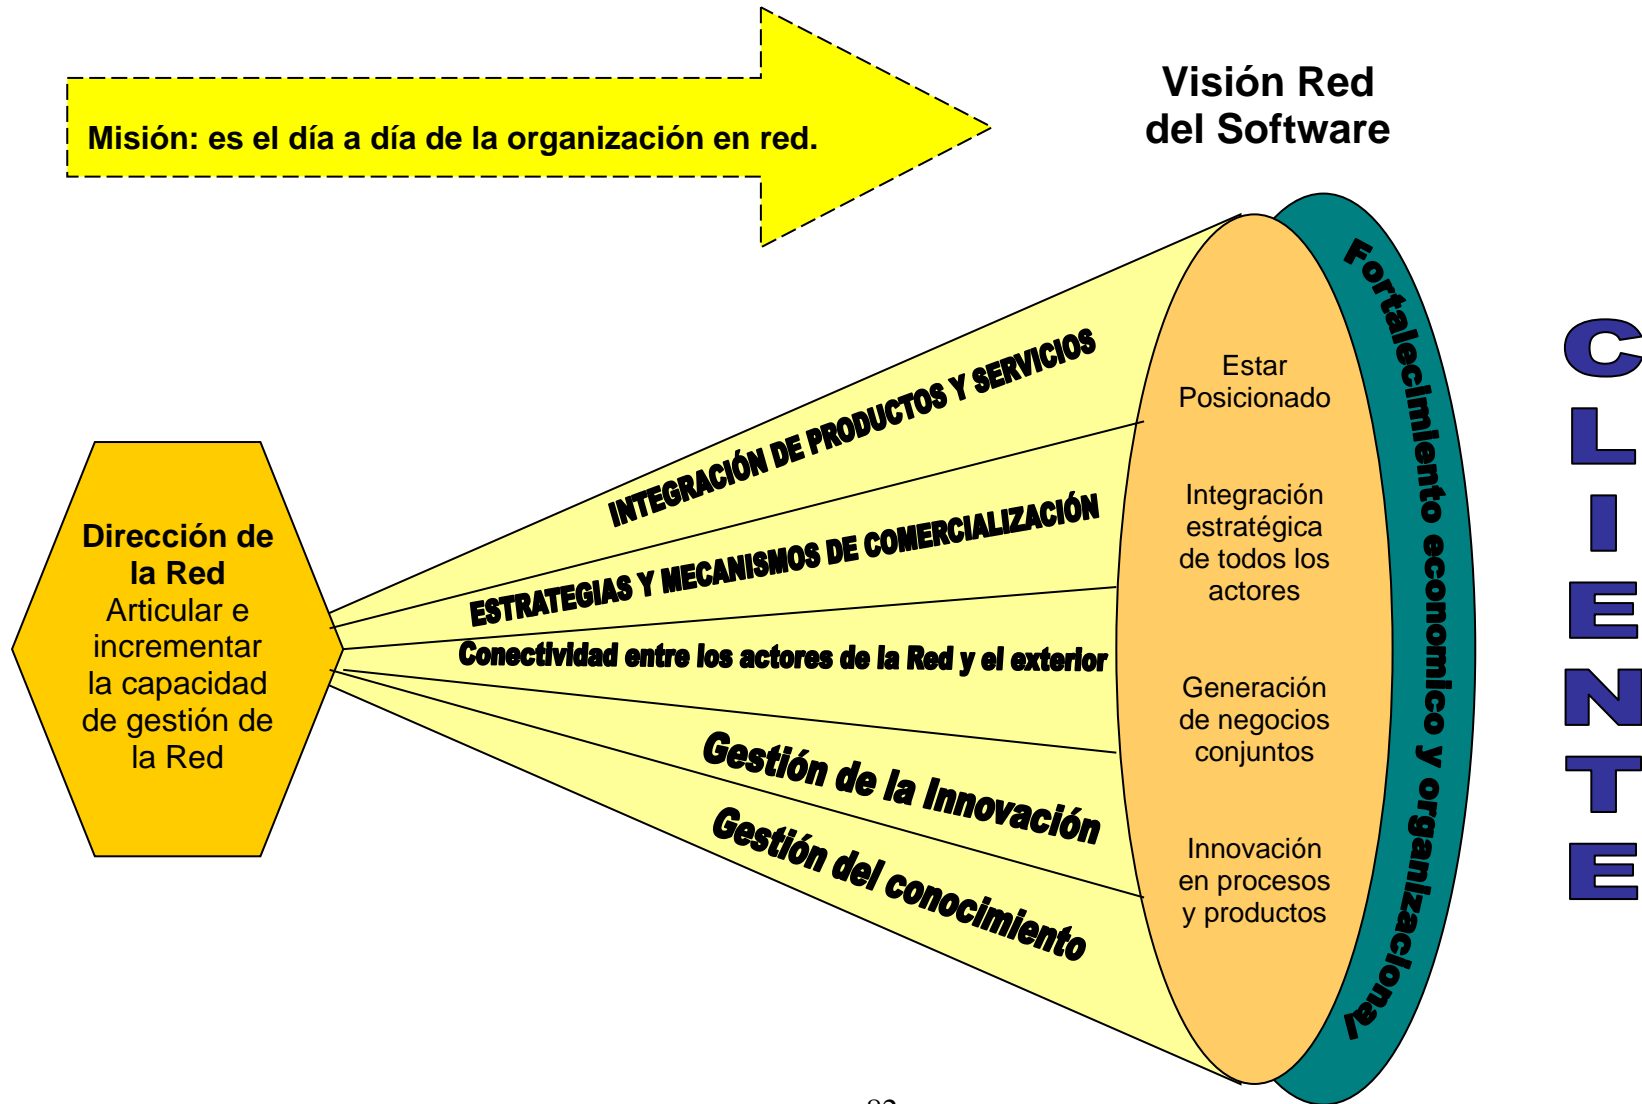 Misión: es el día a día de la organización en red.
Visión Red
del Software
Dirección de
la Red
Articular e
incrementar
la capacidad
de gestión de
la Red
INTEGRACIÓN DE PRODUCTOS Y SERVICIOS
ESTRATEGIAS Y MECANISMOS DE COMERCIALIZACIÓN
Conectividad entre los actores de la Red y el exterior
Gestión de la Innovación
Gestión del conocimiento
Estar
Posicionado
Integración
estratégica
de todos los
actores
Generación
de negocios
conjuntos
Innovación
en procesos
y productos
Fortalecimiento economico y organizacional
CLIENTE